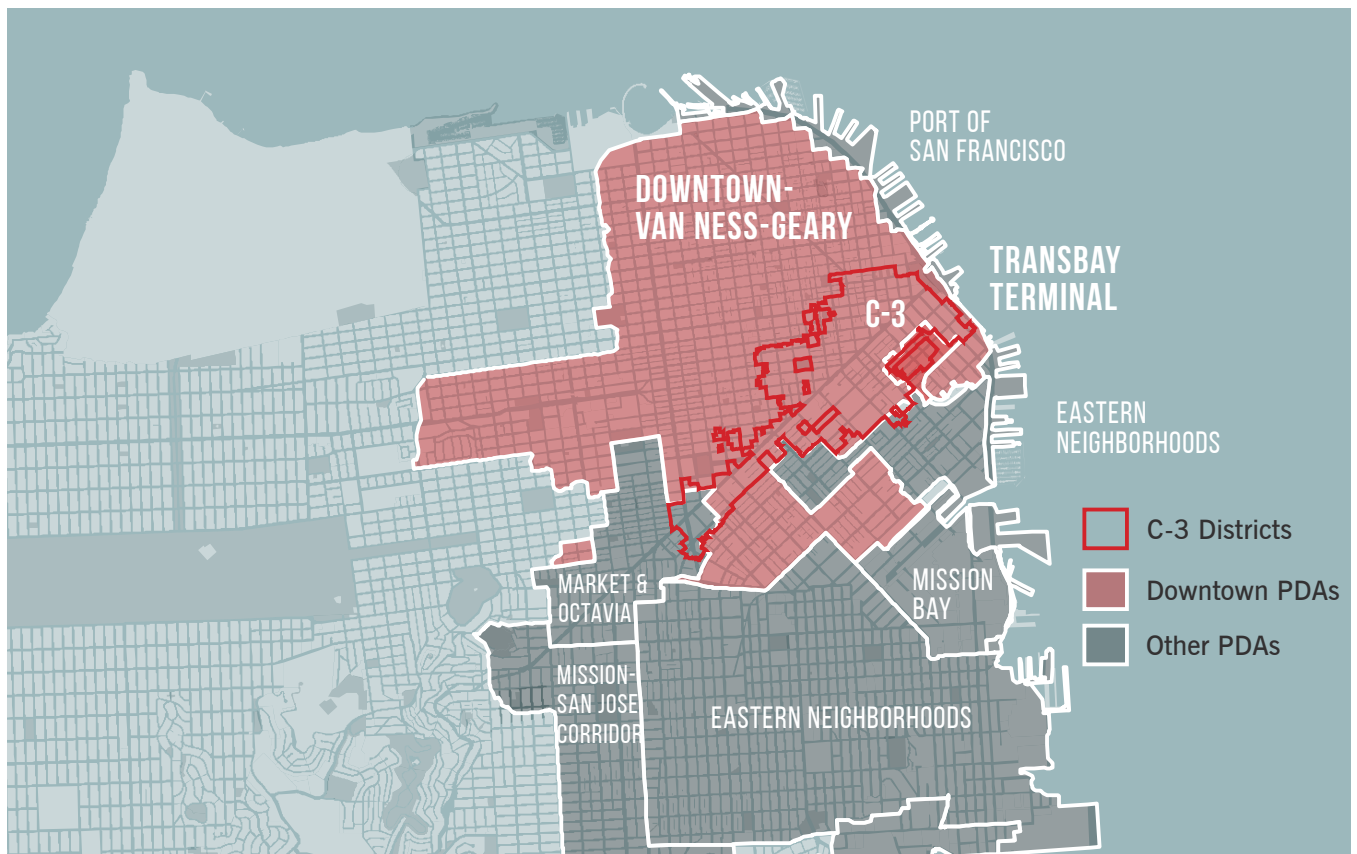 PORT OF
SAN FRANCISCO
DOWNTOWN-
VAN NESS-GEARY
TRANSBAY
TERMINAL
C-3
EASTERN
NEIGHBORHOODS
C-3 Districts
Downtown PDAs
Other PDAs
MARKET &
OCTAVIA
MISSION
BAY
MISSION-
SAN JOSE
CORRIDOR
EASTERN NEIGHBORHOODS